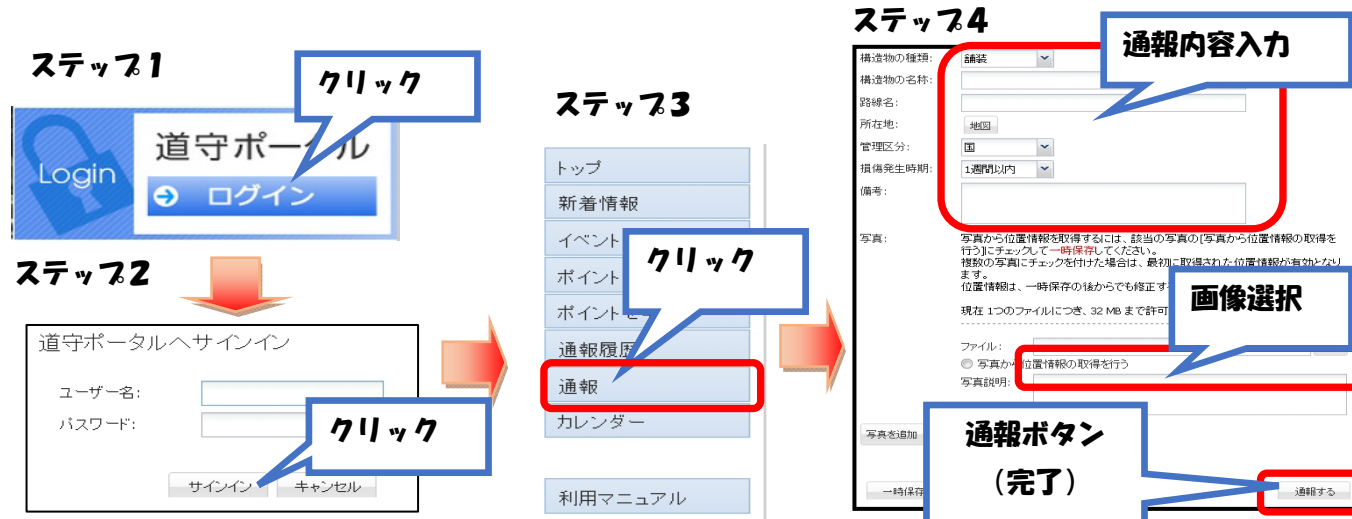 ステップ1
クリック
Login
道守ポータル
ログイン
ステップ2
道守ポータルへサインイン
ユーザー名:
パスワード:
クリック
サインイン
キャンセル
ステップ3
トップ
新着情報
イベント
ポイント
ポイント
クリック
通報履歴
通報
カレンダー
利用マニュアル
ステップ4
通報内容入力
構造物の種類:
舗装
構造物の名称:
路線名:
所在地:
地図
管理区分:
国
損傷発生時期:
1週間以内
備考:
写真:
写真から位置情報を取得するには、該当の写真の[写真から位置情報の取得を
行う]にチェックして一時保存してください。
複数の写真にチェックを付けた場合は、最初に取得された位置情報が有効となり
ます。
位置情報は、一時保存の後からでも修正す
画像選択
現在 1つのファイルにつき、32 MB まで許可
ファイル:
写真から位置情報の取得を行う
写真説明:
写真を追加
通報ボタン
(完了)
一時保存
通報する